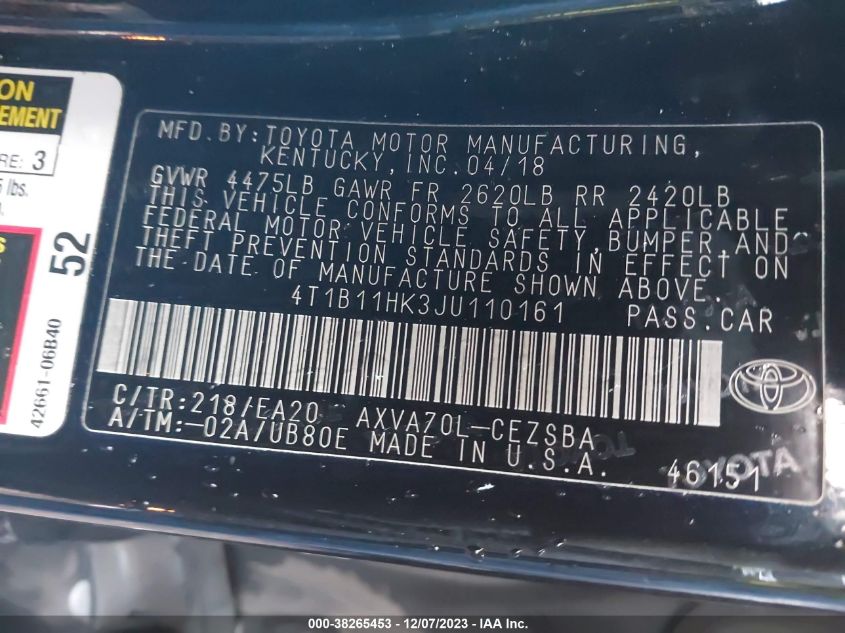 ON
EMENT
RE: 3
lbs.
52
42661-06B40
MFD. BY: TOYOTA MOTOR MANUFACTURING,
KENTUCKY, INC. 04/18
GVWR 4475LB GAWR FR 2620LB RR 2420LB
THIS VEHICLE CONFORMS TO ALL APPLICABLE
FEDERAL MOTOR VEHICLE SAFETY, BUMPER, AND
THEFT PREVENTION STANDARDS IN EFFECT ON
THE DATE OF MANUFACTURE SHOWN ABOVE.
4T1B11HK3JU110161 PASS. CAR
C/TR: 218/EA20 AXVA70L-CEZSBA
A/TM: -02A/UB80E MADE IN U.S.A. 46151
TOYOTA
000-38265453 - 12/07/2023 - IAA Inc.